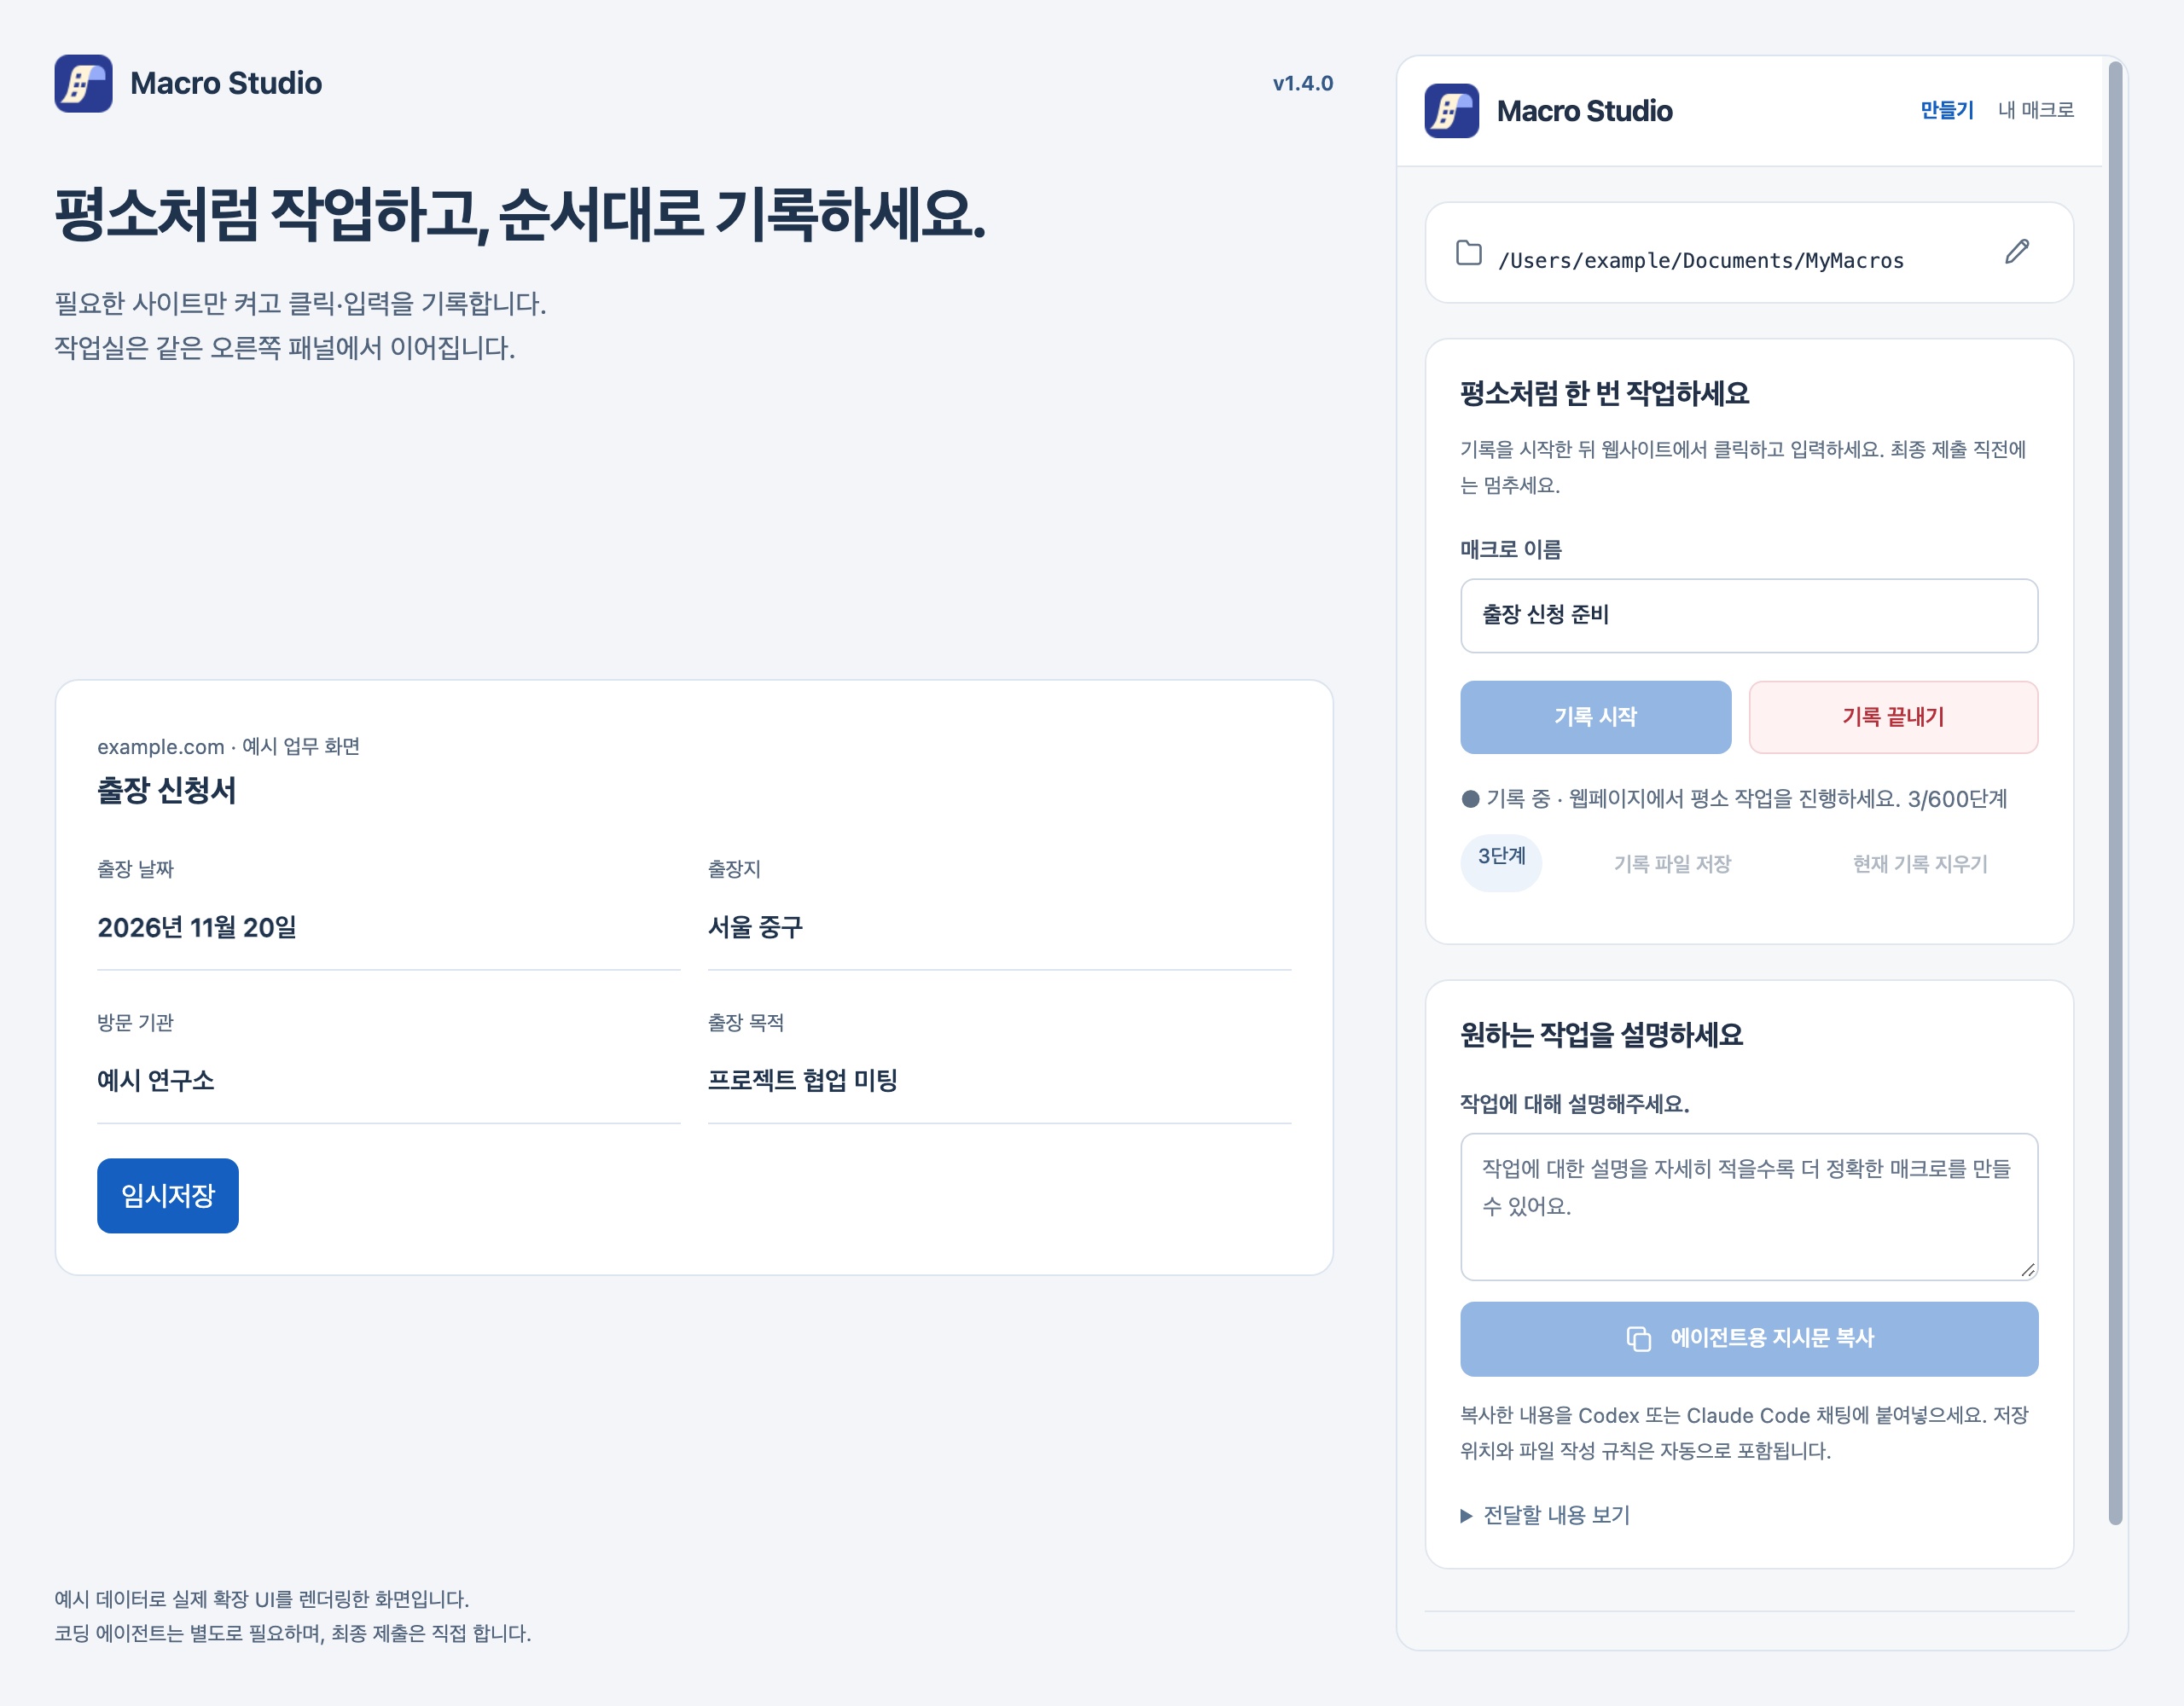 Macro Studio
v1.4.0
평소처럼 작업하고, 순서대로 기록하세요.
필요한 사이트만 켜고 클릭·입력을 기록합니다.
작업실은 같은 오른쪽 패널에서 이어집니다.
example.com · 예시 업무 화면
출장 신청서
출장 날짜
출장지
2026년 11월 20일
서울 중구
방문 기관
출장 목적
예시 연구소
프로젝트 협업 미팅
임시저장
예시 데이터로 실제 확장 UI를 렌더링한 화면입니다.
코딩 에이전트는 별도로 필요하며, 최종 제출은 직접 합니다.
Macro Studio
만들기
내 매크로
/Users/example/Documents/MyMacros
평소처럼 한 번 작업하세요
기록을 시작한 뒤 웹사이트에서 클릭하고 입력하세요. 최종 제출 직전에
는 멈추세요.
매크로 이름
출장 신청 준비
기록 시작
기록 끝내기
기록 중 · 웹페이지에서 평소 작업을 진행하세요. 3/600단계
3단계
기록 파일 저장
현재 기록 지우기
원하는 작업을 설명하세요
작업에 대해 설명해주세요.
작업에 대한 설명을 자세히 적을수록 더 정확한 매크로를 만들
수 있어요.
에이전트용 지시문 복사
복사한 내용을 Codex 또는 Claude Code 채팅에 붙여넣으세요. 저장
위치와 파일 작성 규칙은 자동으로 포함됩니다.
전달할 내용 보기